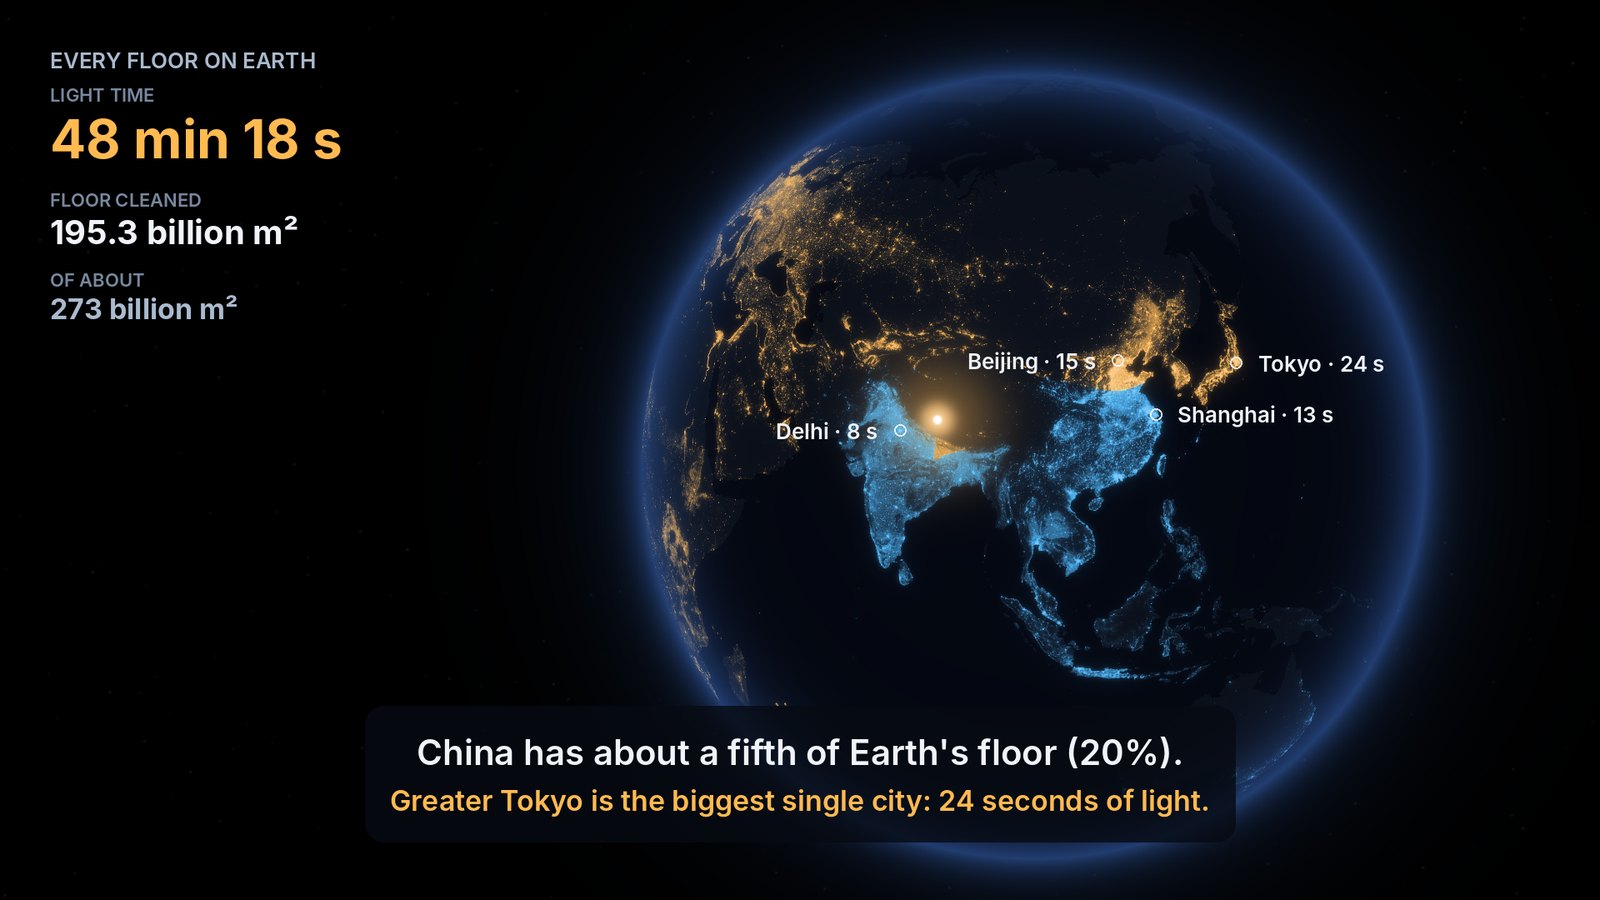 EVERY FLOOR ON EARTH
LIGHT TIME
48 min 18 s
FLOOR CLEANED
195.3 billion m²
OF ABOUT
273 billion m²
Beijing · 15 s
Tokyo · 24 s
Shanghai · 13 s
Delhi · 8 s
China has about a fifth of Earth's floor (20%).
Greater Tokyo is the biggest single city: 24 seconds of light.